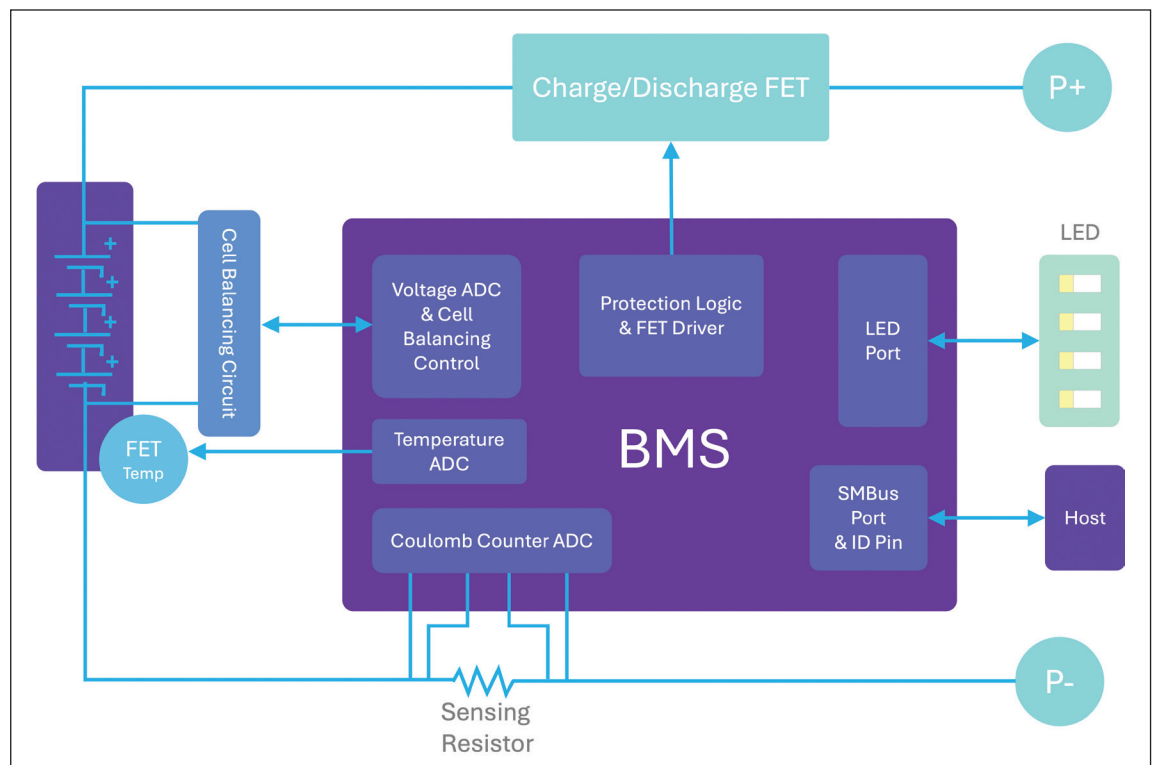 Charge/Discharge FET
P+
LED
Cell Balancing Circuit
Voltage ADC
& Cell
Balancing
Control
Protection Logic
& FET Driver
LED
Port
+
+
+
+
FET
Temp
Temperature
ADC
BMS
SMBus
Port
& ID Pin
Host
Coulomb Counter ADC
P-
Sensing
Resistor